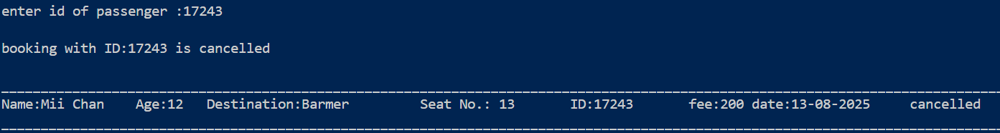 enter id of passenger :17243
booking with ID:17243 is cancelled
Name:Mii Chan    Age:12   Destination:Barmer         Seat No.: 13       ID:17243       fee:200 date:13-08-2025     cancelled